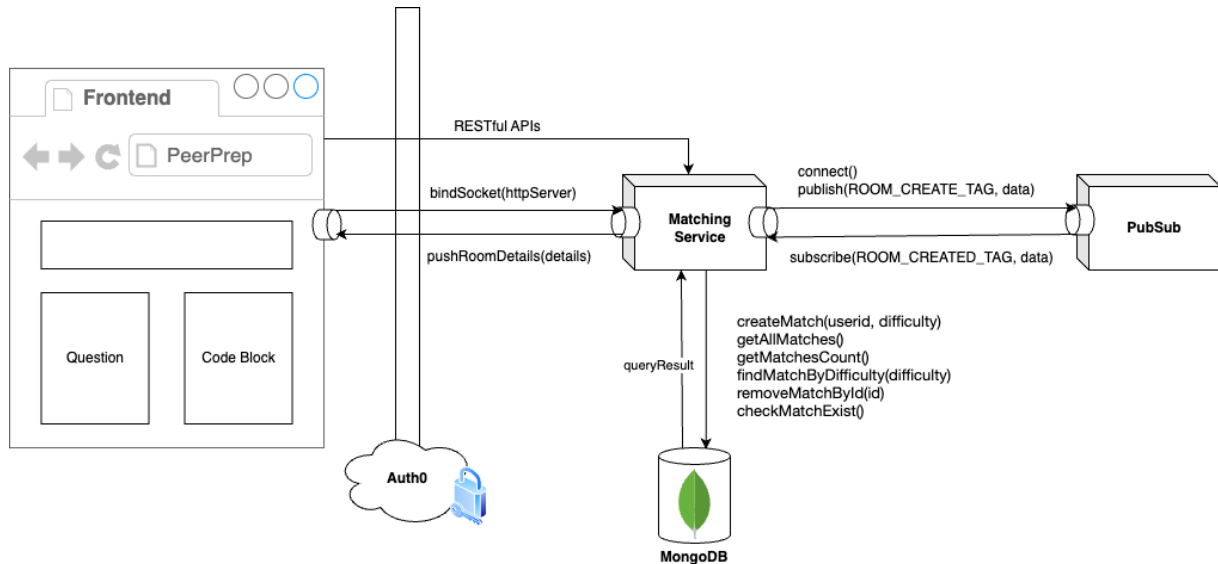 Frontend
PeerPrep
Question
Code Block
RESTful APIs
bindSocket(httpServer)
pushRoomDetails(details)
Auth0
Matching
Service
connect()
publish(ROOM_CREATE_TAG, data)
subscribe(ROOM_CREATED_TAG, data)
PubSub
queryResult
createMatch(userid, difficulty)
getAllMatches()
getMatchesCount()
findMatchByDifficulty(difficulty)
removeMatchById(id)
checkMatchExist()
MongoDB